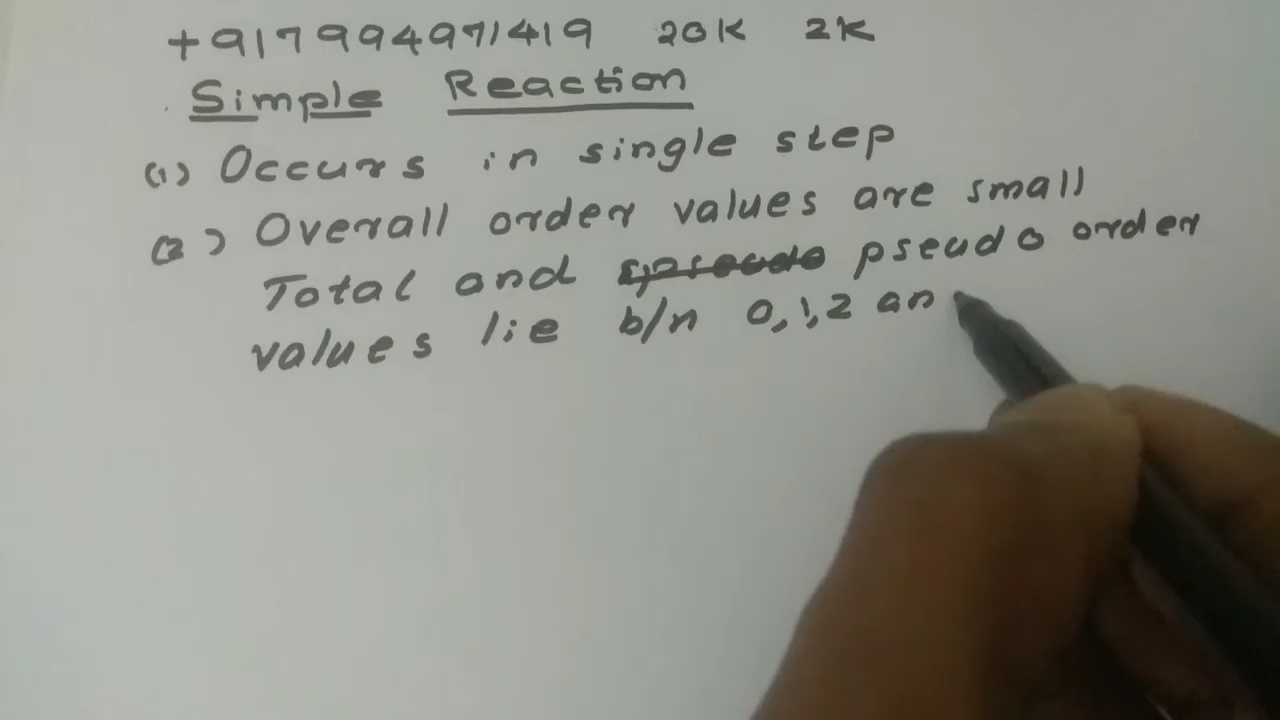 +917994971419 20K 2K
Simple Reaction
(1) Occurs in single step
(2) Overall order values are small
Total and pseudo order
values lie b/n 0,1,2 an